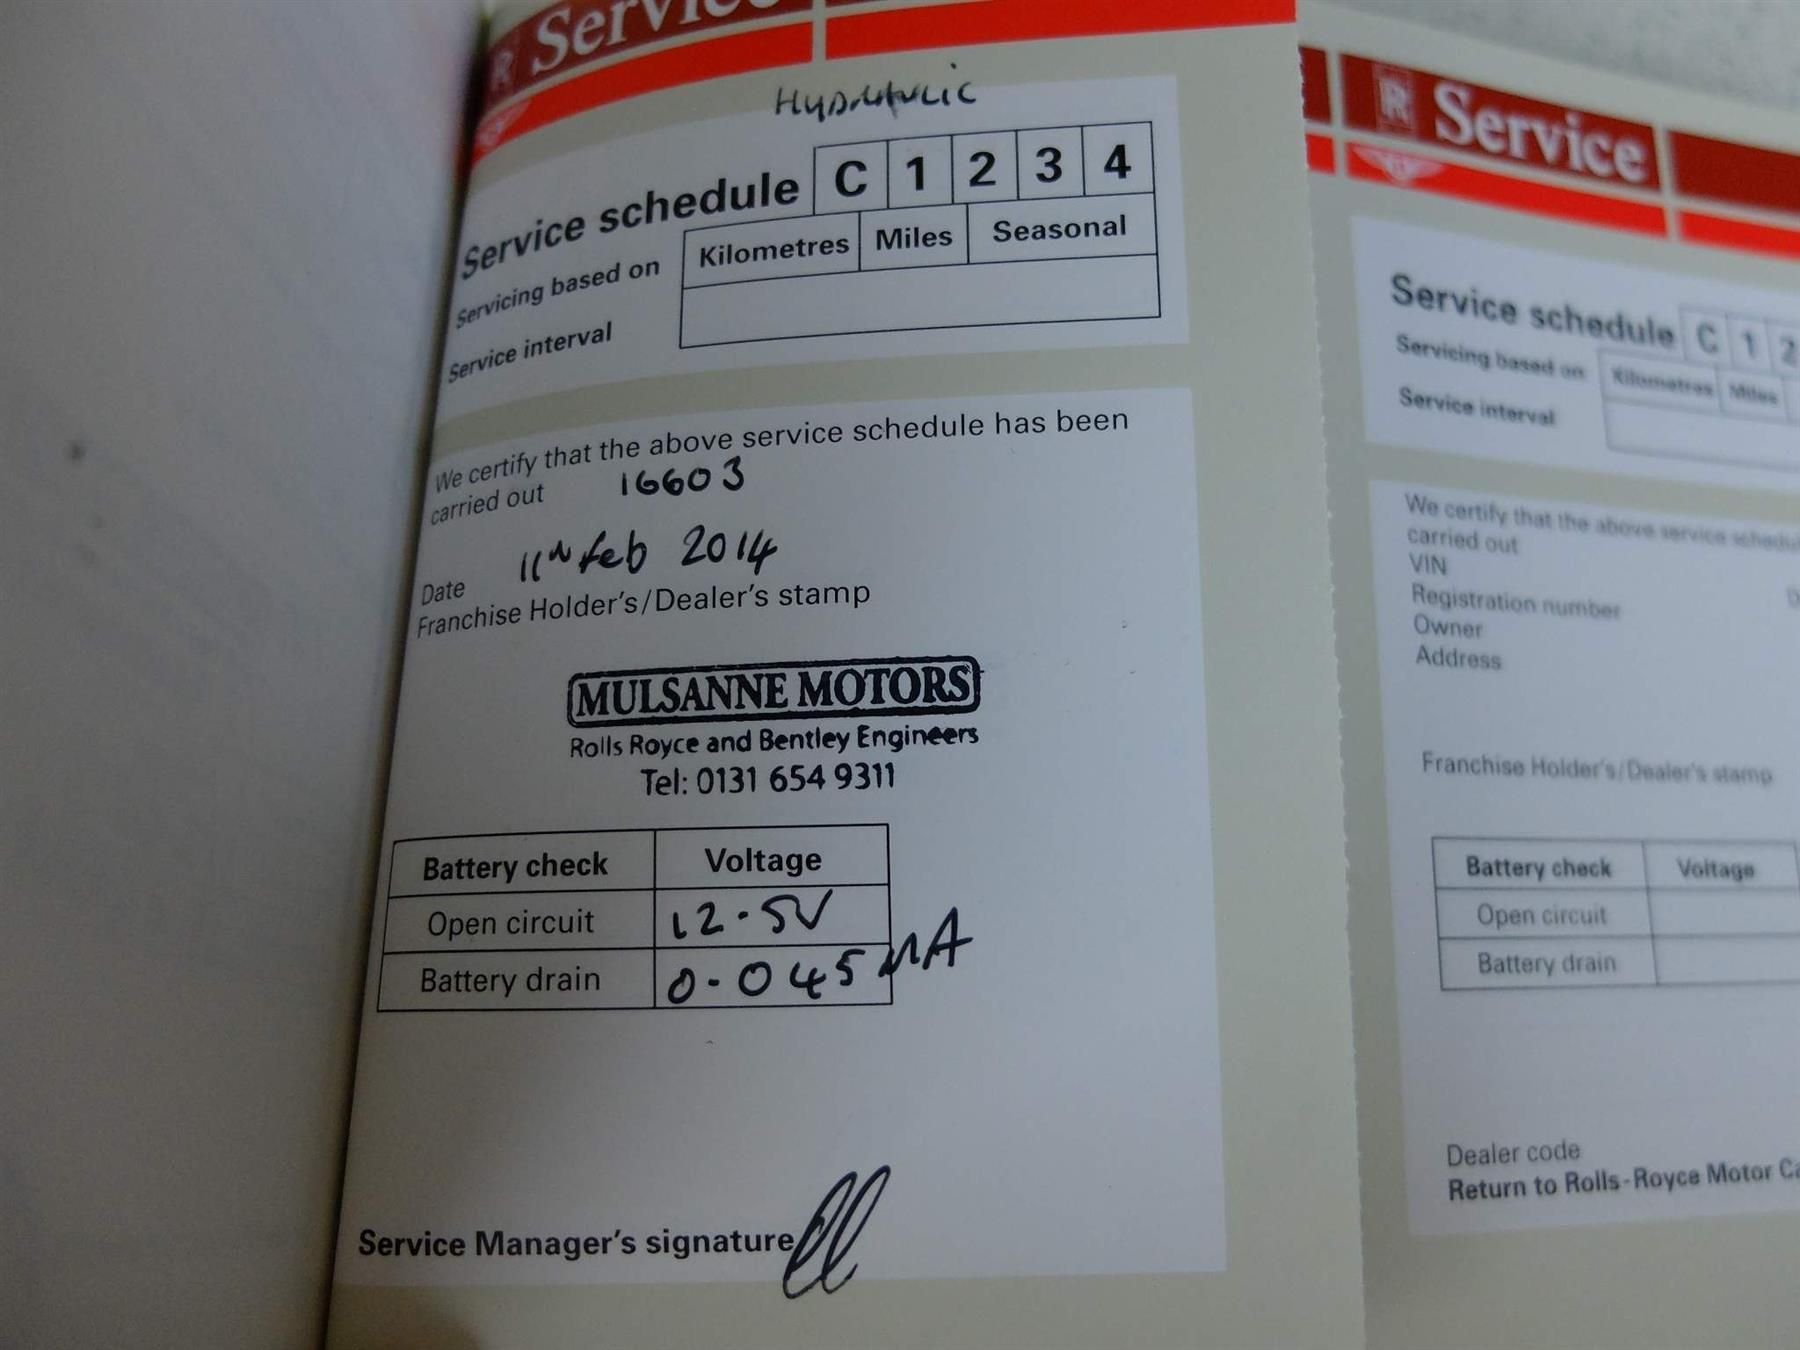 Service
Hydraulic
Service schedule C 1 2 3 4
Servicing based on Kilometres Miles Seasonal
Service interval
We certify that the above service schedule has been
carried out 16603
Date 11th Feb 2014
Franchise Holder's/Dealer's stamp
MULSANNE MOTORS
Rolls Royce and Bentley Engineers
Tel: 0131 654 9311
Battery check Voltage
Open circuit 12.5V
Battery drain 0.045 MA
Service Manager's signature
Service
Service schedule C 1 2
Servicing based on Kilometres Miles
Service interval
We certify that the above service schedu
carried out
VIN
Registration number D
Owner
Address
Franchise Holder's/Dealer's stamp
Battery check Voltage
Open circuit
Battery drain
Dealer code
Return to Rolls-Royce Motor Ca